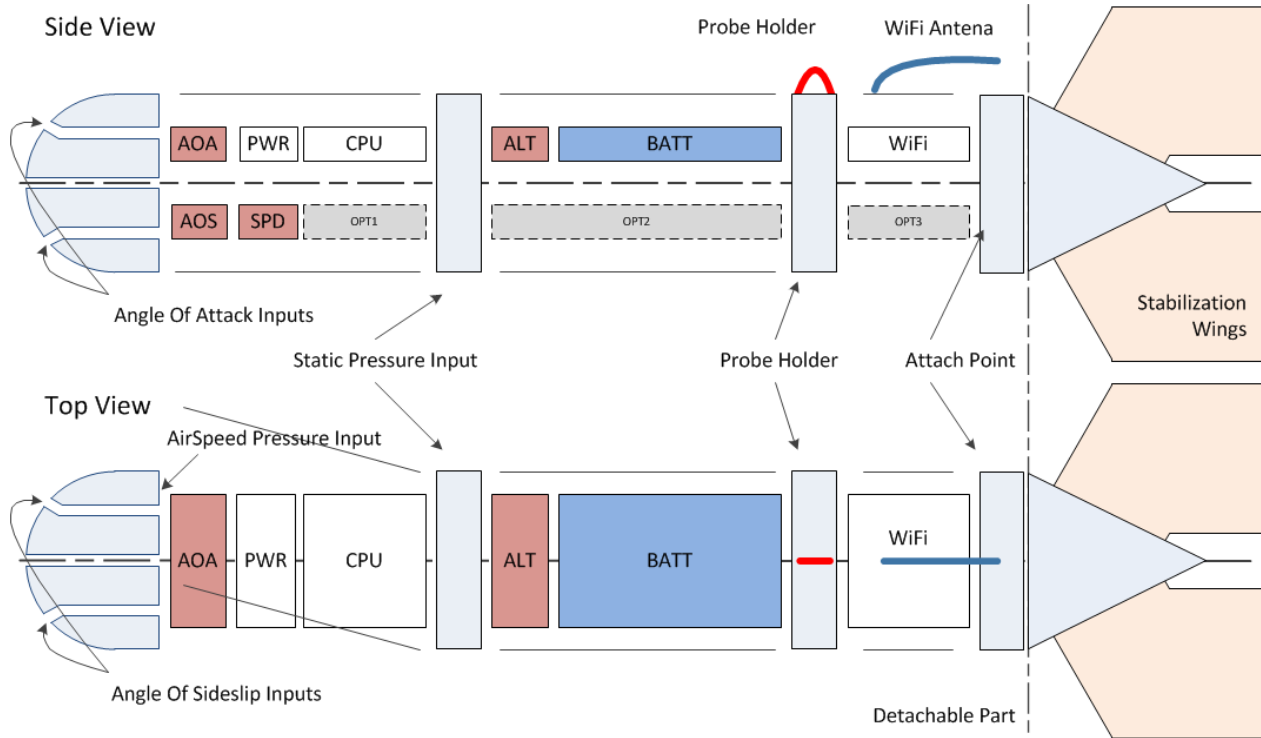 Side View
Probe Holder
WiFi Antena
AOA
PWR
CPU
ALT
BATT
WiFi
AOS
SPD
OPT1
OPT2
OPT3
Angle Of Attack Inputs
Stabilization
Wings
Static Pressure Input
Probe Holder
Attach Point
Top View
AirSpeed Pressure Input
AOA
PWR
CPU
ALT
BATT
WiFi
Angle Of Sideslip Inputs
Detachable Part